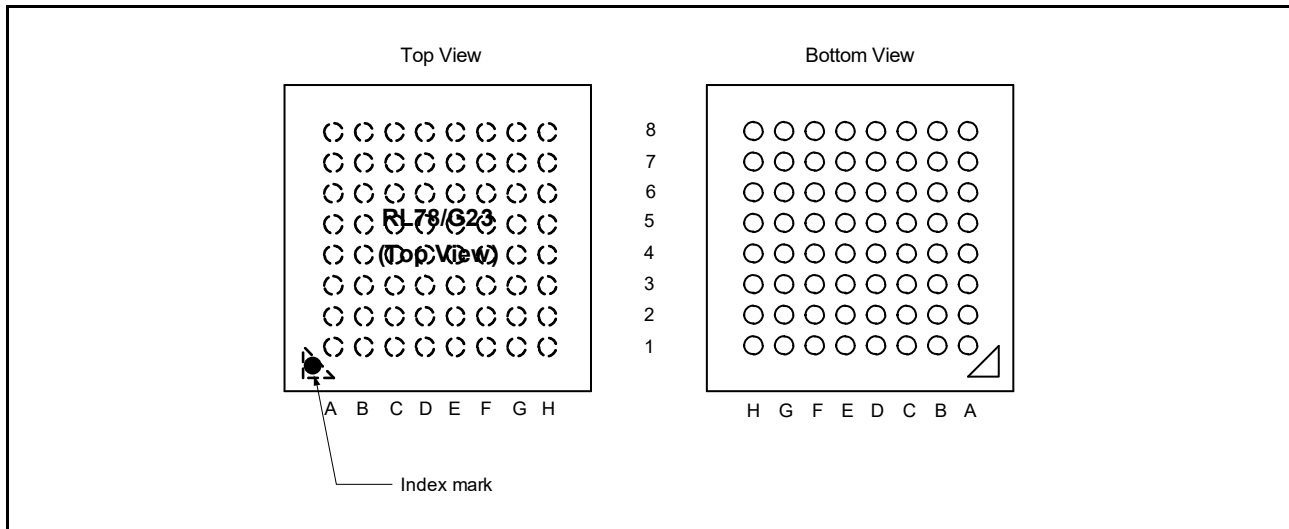 Top View
Bottom View
RL78/G23
(Top View)
8
7
6
5
4
3
2
1
A B C D E F G H
H G F E D C B A
Index mark